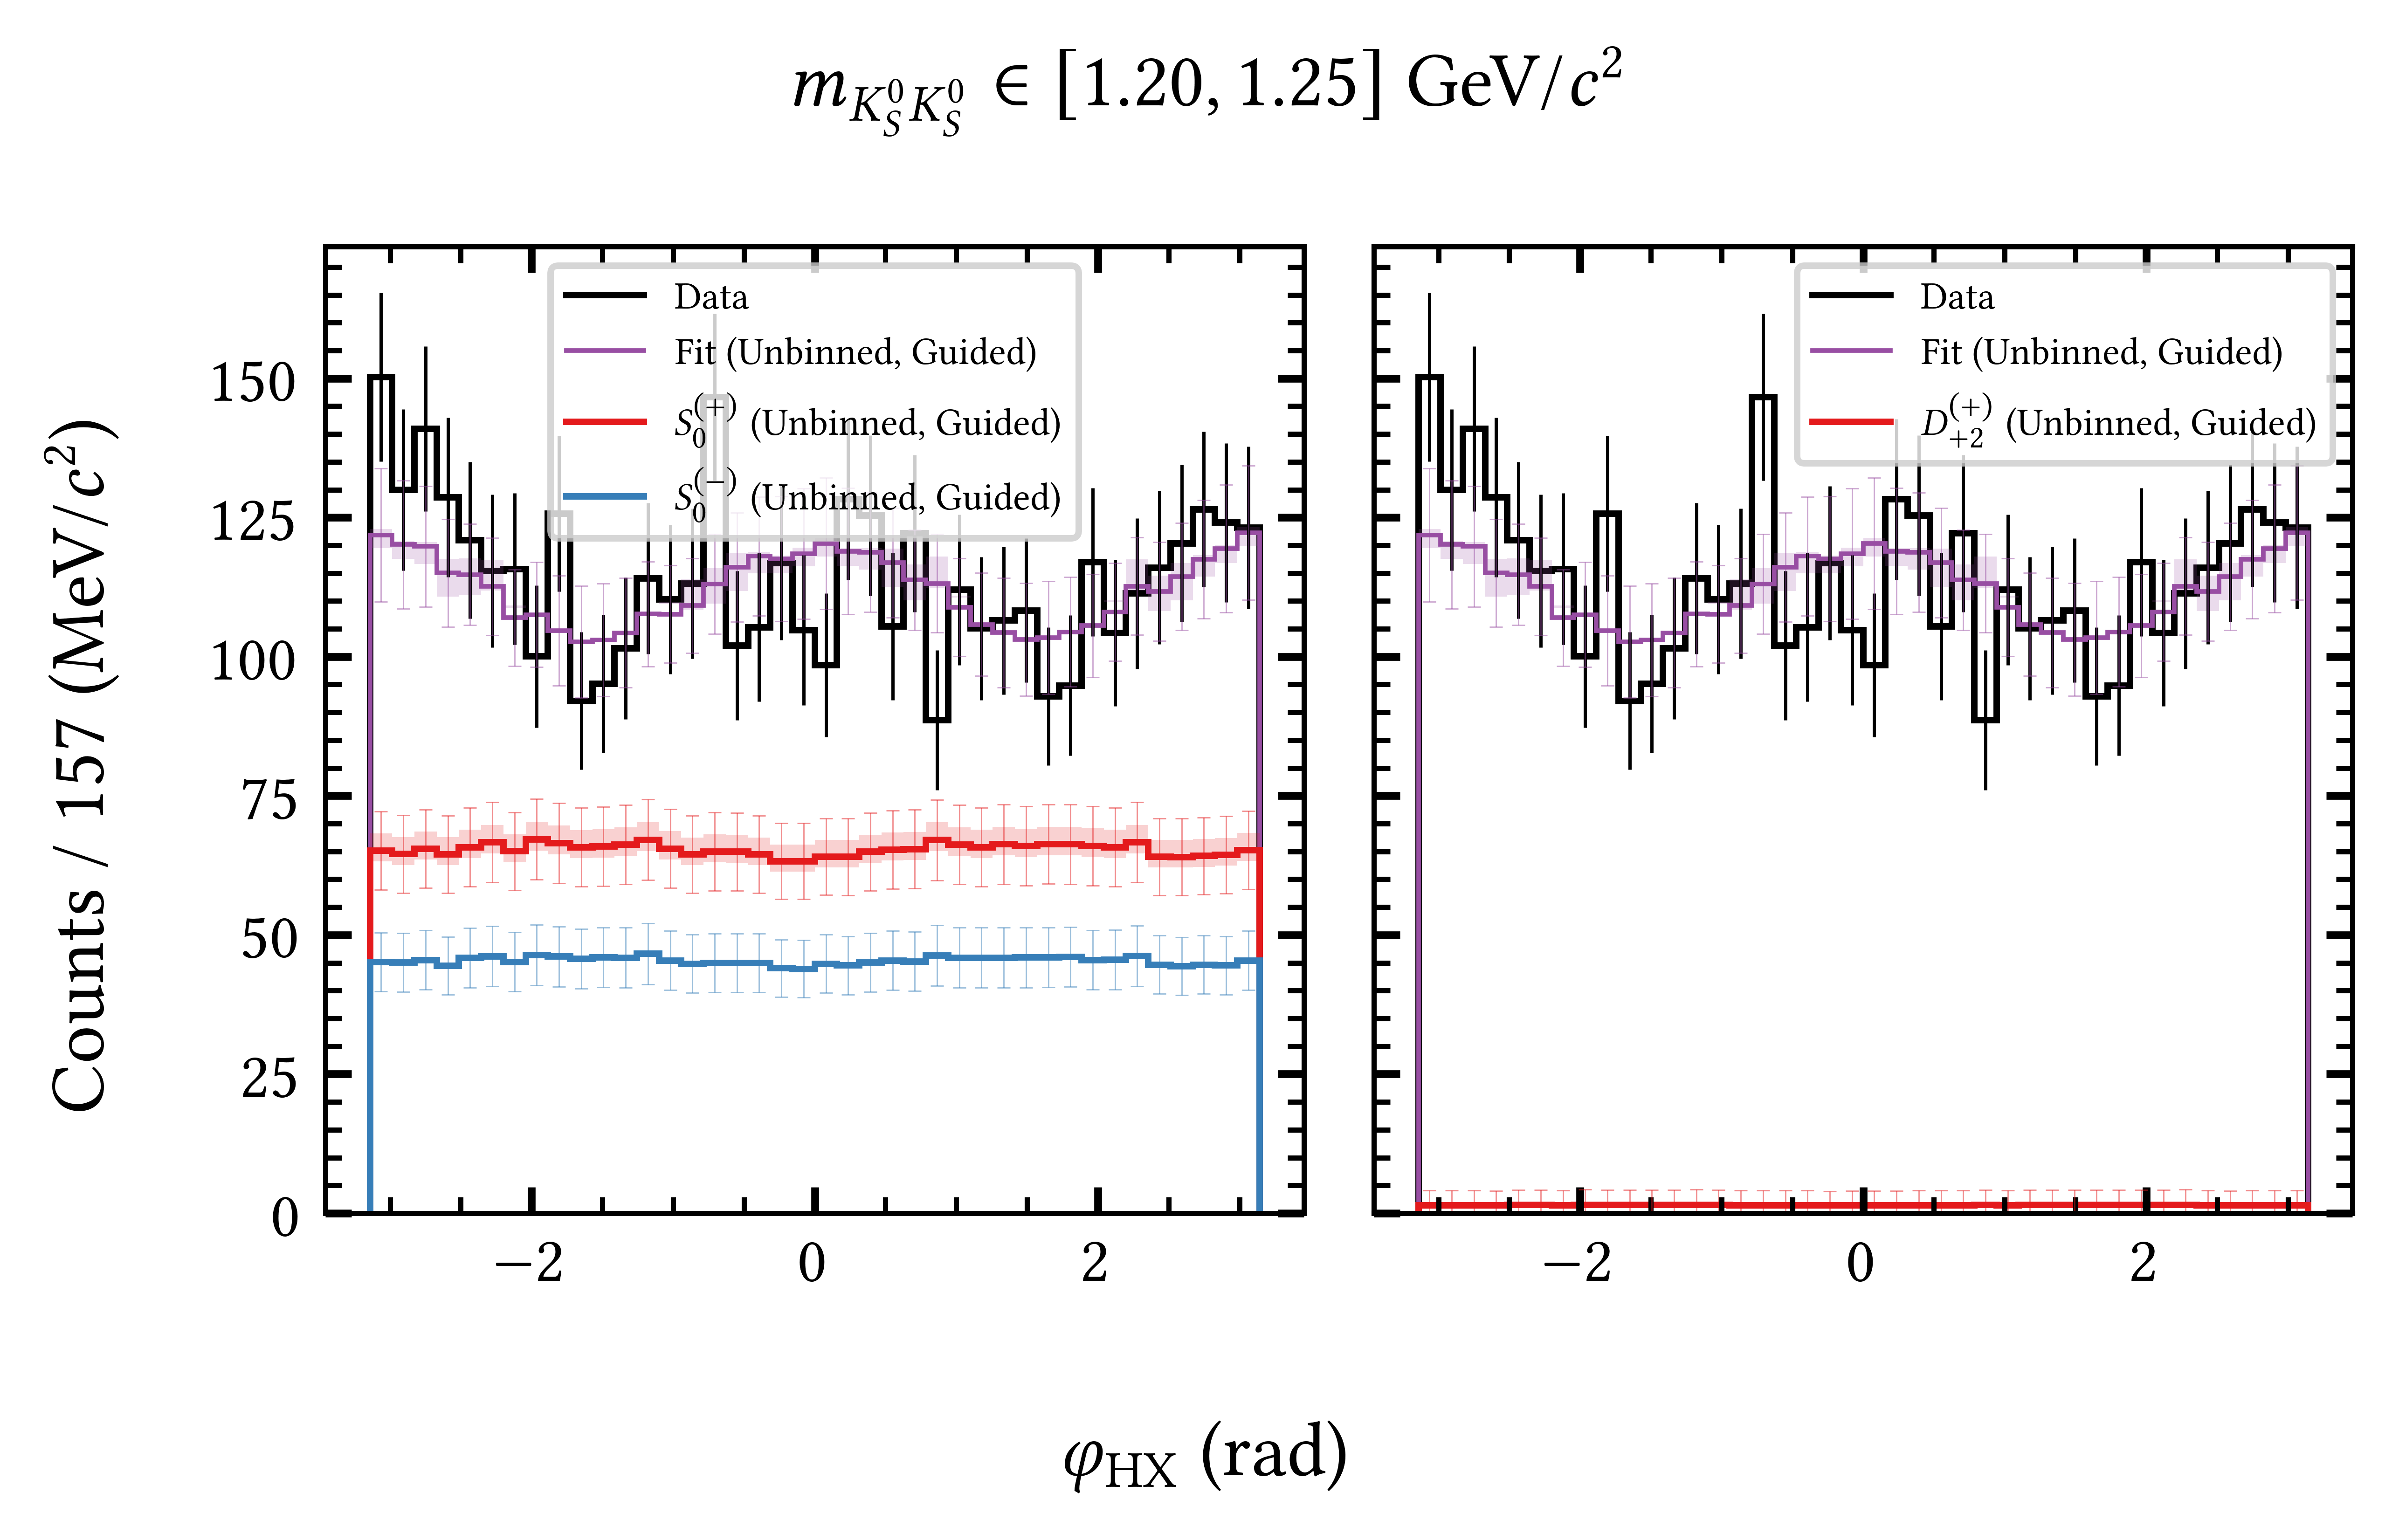 m_{K_S^0 K_S^0} ∈ [1.20, 1.25] GeV/c²
Counts / 157 (MeV/c²)
150
125
100
75
50
25
0
Data
Fit (Unbinned, Guided)
S_0^{(+)} (Unbinned, Guided)
S_0^{(−)} (Unbinned, Guided)
−2 0 2
Data
Fit (Unbinned, Guided)
D_{+2}^{(+)} (Unbinned, Guided)
−2 0 2
φ_HX (rad)